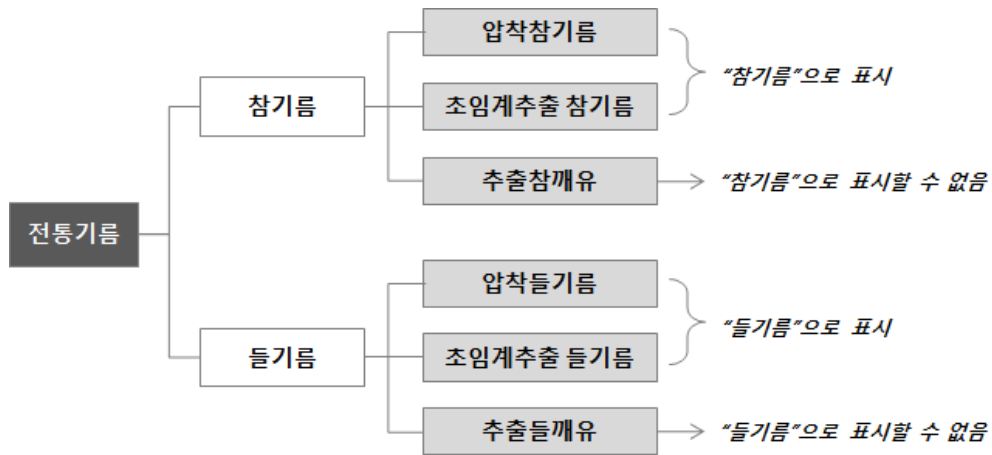 압착참기름
“참기름”으로 표시
참기름
초임계추출 참기름
추출참깨유
“참기름”으로 표시할 수 없음
전통기름
압착들기름
“들기름”으로 표시
들기름
초임계추출 들기름
추출들깨유
“들기름”으로 표시할 수 없음